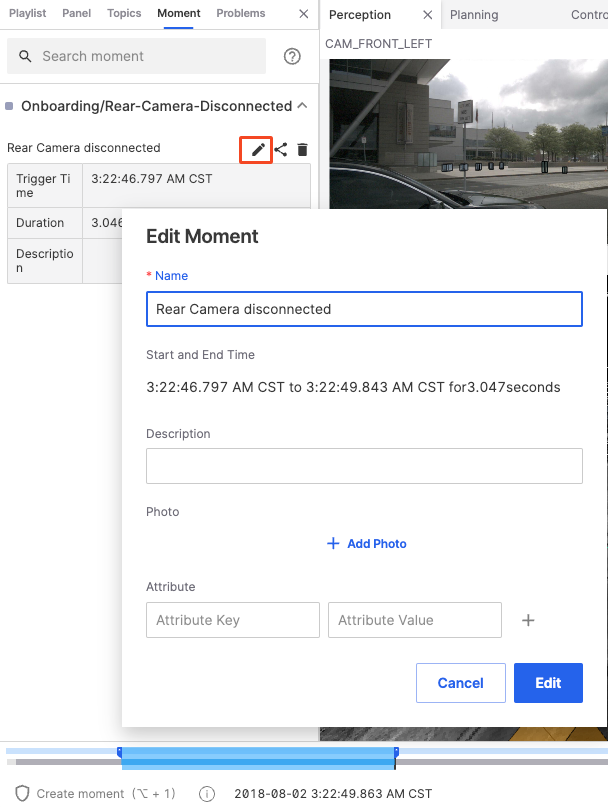 Playlist Panel Topics Moment Problems
Perception Planning Contro
Search moment
CAM_FRONT_LEFT
Onboarding/Rear-Camera-Disconnected
Rear Camera disconnected
Trigger Ti
me
3:22:46.797 AM CST
Duration 3.046
Descriptio
n
Edit Moment
* Name
Rear Camera disconnected
Start and End Time
3:22:46.797 AM CST to 3:22:49.843 AM CST for3.047seconds
Description
Photo
+ Add Photo
Attribute
Attribute Key Attribute Value +
Cancel Edit
Create moment (⌥ + 1) 2018-08-02 3:22:49.863 AM CST